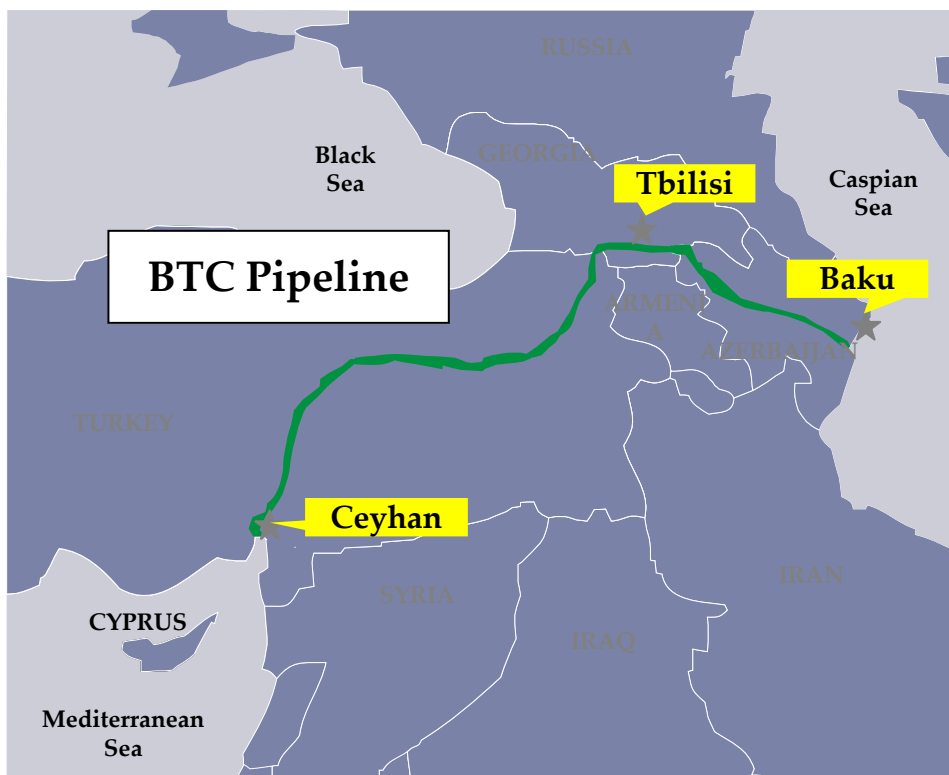 RUSSIA
Black
Sea
GEORGIA
Tbilisi
Caspian
Sea
BTC Pipeline
Baku
ARMENI
A
AZERBAIJAN
TURKEY
Ceyhan
SYRIA
IRAN
CYPRUS
IRAQ
Mediterranean
Sea